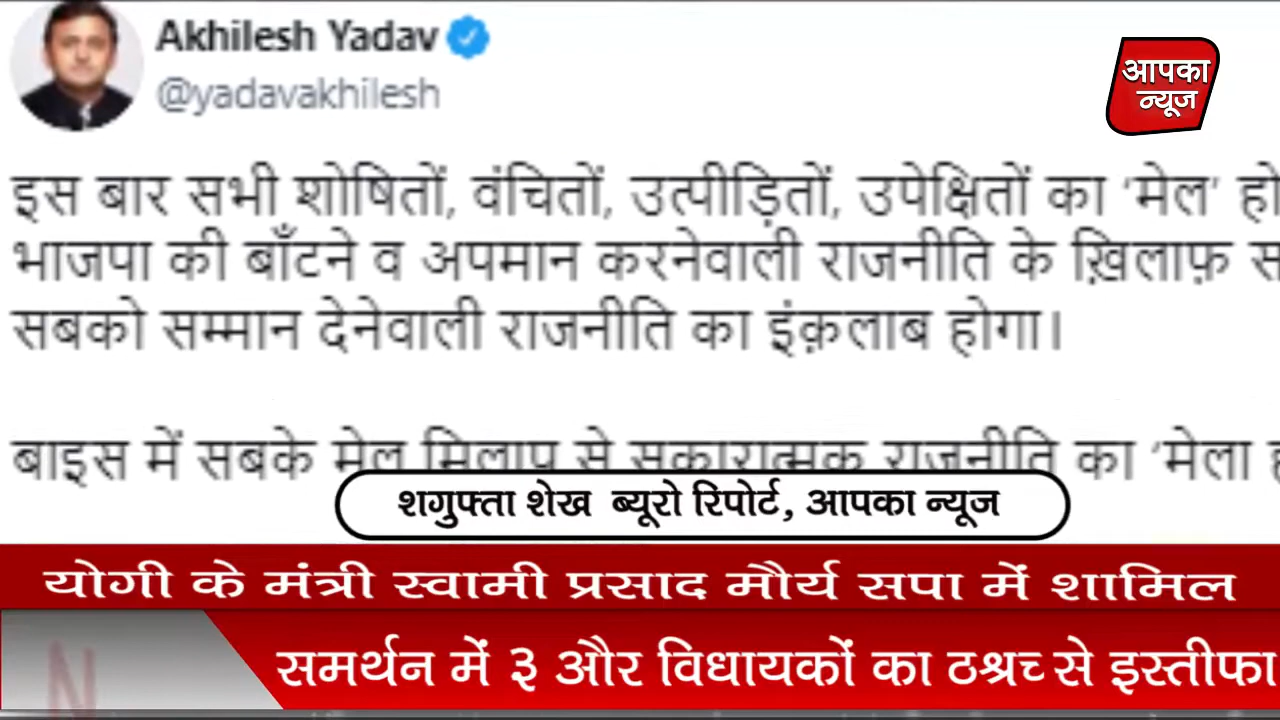 Akhilesh Yadav
@yadavakhilesh
आपका
न्यूज
इस बार सभी शोषितों, वंचितों, उत्पीड़ितों, उपेक्षितों का ‘मेल’ हो
भाजपा की बाँटने व अपमान करनेवाली राजनीति के ख़िलाफ़ स
सबको सम्मान देनेवाली राजनीति का इंक़लाब होगा।
बाइस में सबके मेल मिलाप से सकारात्मक राजनीति का ‘मेला ह
शगुफ्ता शेख ब्यूरो रिपोर्ट, आपका न्यूज
योगी के मंत्री स्वामी प्रसाद मौर्य सपा में शामिल
समर्थन में ३ और विधायकों का ठश्रच्च से इस्तीफा